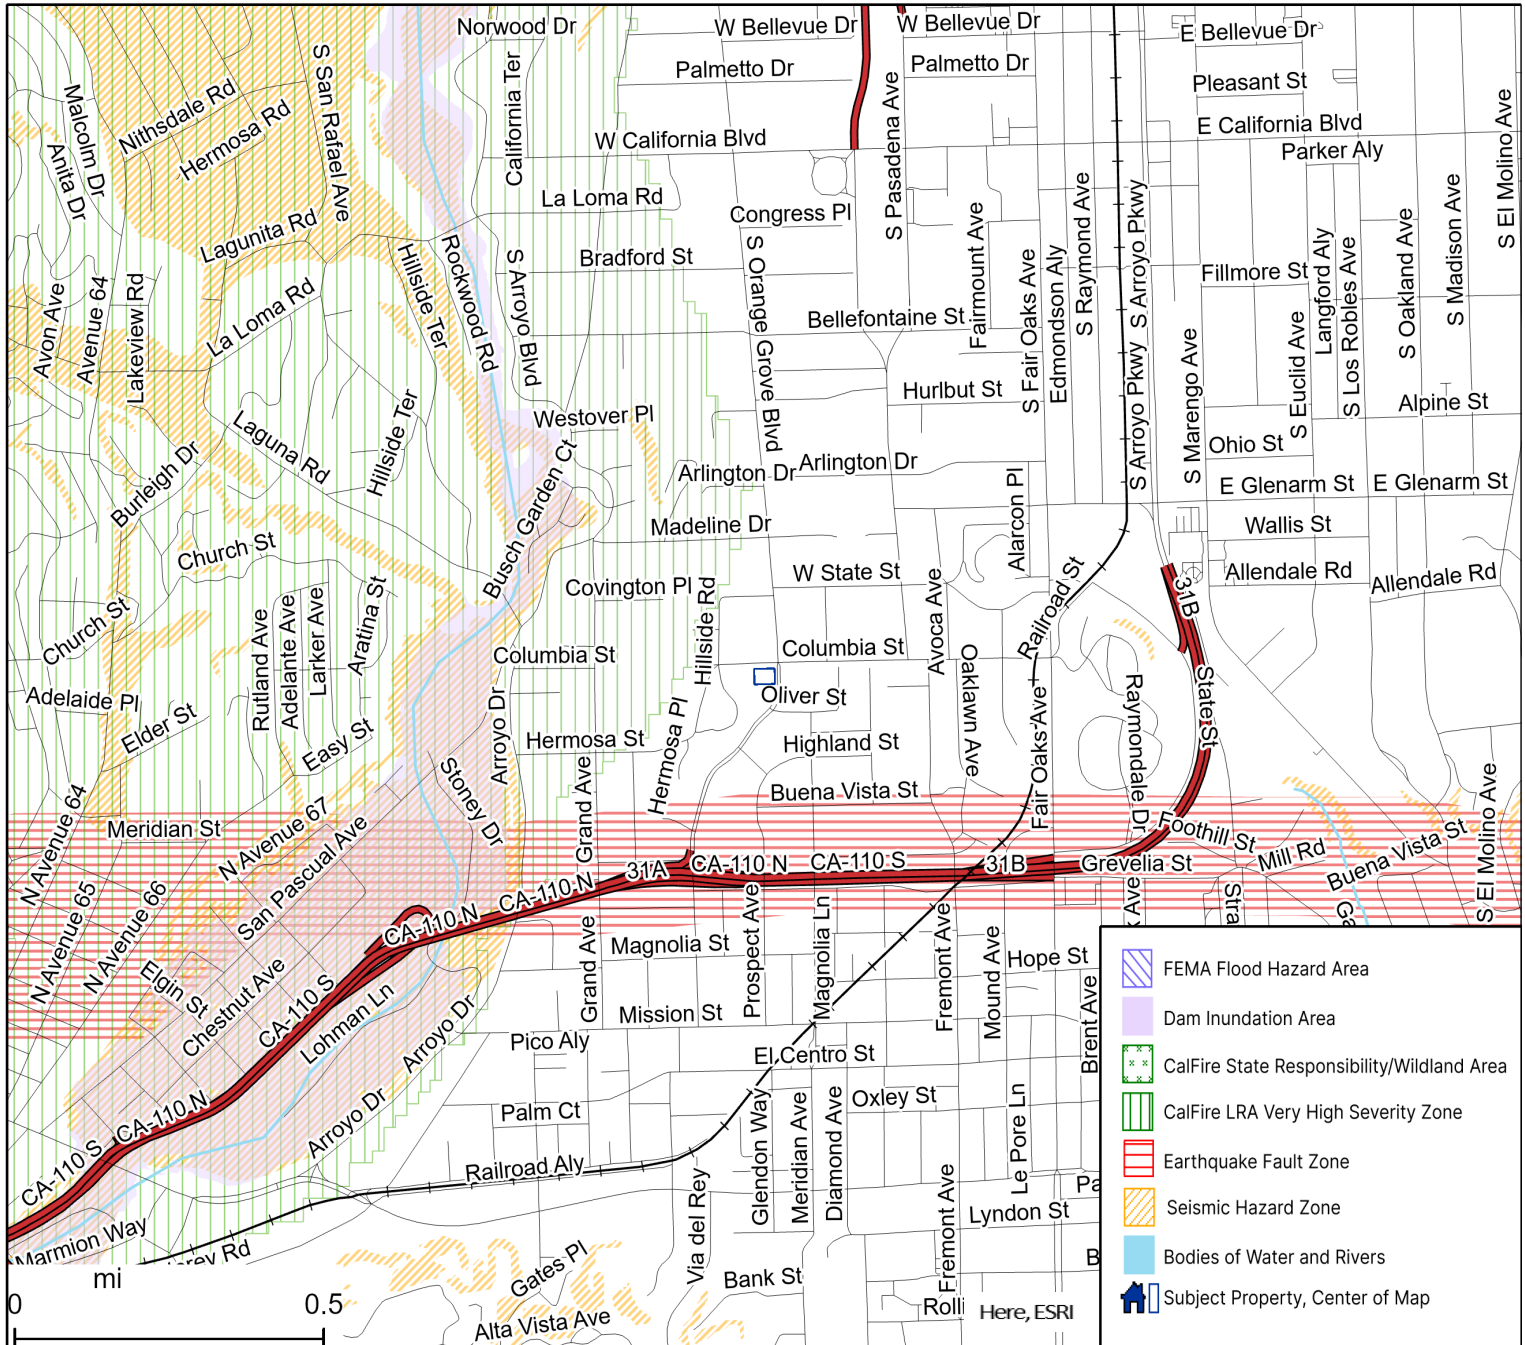 Norwood Dr
W Bellevue Dr
W Bellevue Dr
E Bellevue Dr
Palmetto Dr
Palmetto Dr
Pleasant St
Malcolm Dr
Nithsdale Rd
Hermosa Rd
S San Rafael Ave
California Ter
W California Blvd
S Pasadena Ave
E California Blvd
Parker Aly
S El Molino Ave
Anita Dr
La Loma Rd
Congress Pl
Lagunita Rd
Bradford St
Fillmore St
Avon Ave
Avenue 64
Lakeview Rd
La Loma Rd
Hillside Ter
Rockwood Rd
S Arroyo Blvd
S Orange Grove Blvd
Bellefontaine St
Fairmount Ave
S Fair Oaks Ave
Edmondson Aly
S Raymond Ave
S Arroyo Pkwy
S Arroyo Pkwy
S Arroyo Pkwy
S Marengo Ave
S Euclid Ave
Langford Aly
S Los Robles Ave
S Oakland Ave
S Madison Ave
Hurlbut St
Alpine St
Westover Pl
Ohio St
Laguna Rd
Hillside Ter
Burleigh Dr
Arlington Dr
Arlington Dr
E Glenarm St
E Glenarm St
Busch Garden Ct
Madeline Dr
Alarcon Pl
Wallis St
Church St
Covington Pl
W State St
Allendale Rd
Allendale Rd
Church St
Rutland Ave
Adelante Ave
Larker Ave
Aratina St
Hillside Rd
Avoca Ave
Railroad St
31B
Columbia St
Columbia St
Oaklawn Ave
Adelaide Pl
Elder St
Easy St
Arroyo Dr
Oliver St
Hermosa Pl
State St
Raymondale Dr
Fair Oaks Ave
Hermosa St
Highland St
Stoney Dr
Grand Ave
Buena Vista St
N Avenue 64
Meridian St
N Avenue 67
San Pascual Ave
Foothill St
Mill Rd
Buena Vista St
S El Molino Ave
31A
CA-110 N
CA-110 S
31B
Grevelia St
N Avenue 65
N Avenue 66
CA-110 N
CA-110 N
Prospect Ave
Magnolia Ln
Fremont Ave
Mound Ave
Ave
Stra
Ga
Elgin St
Chestnut Ave
CA-110 S
Lohman Ln
Arroyo Dr
Grand Ave
Magnolia St
Hope St
Mission St
Pico Aly
El Centro St
Brent Ave
CA-110 N
Arroyo Dr
Palm Ct
Oxley St
Glendon Way
Meridian Ave
Diamond Ave
Le Pore Ln
CA-110 S
Railroad Aly
Pa
Via del Rey
Lyndon St
Fremont Ave
Marmion Way
rey Rd
Gates Pl
Bank St
B
Rolli
Alta Vista Ave
Here, ESRI
mi
0
0.5
FEMA Flood Hazard Area
Dam Inundation Area
CalFire State Responsibility/Wildland Area
CalFire LRA Very High Severity Zone
Earthquake Fault Zone
Seismic Hazard Zone
Bodies of Water and Rivers
Subject Property, Center of Map